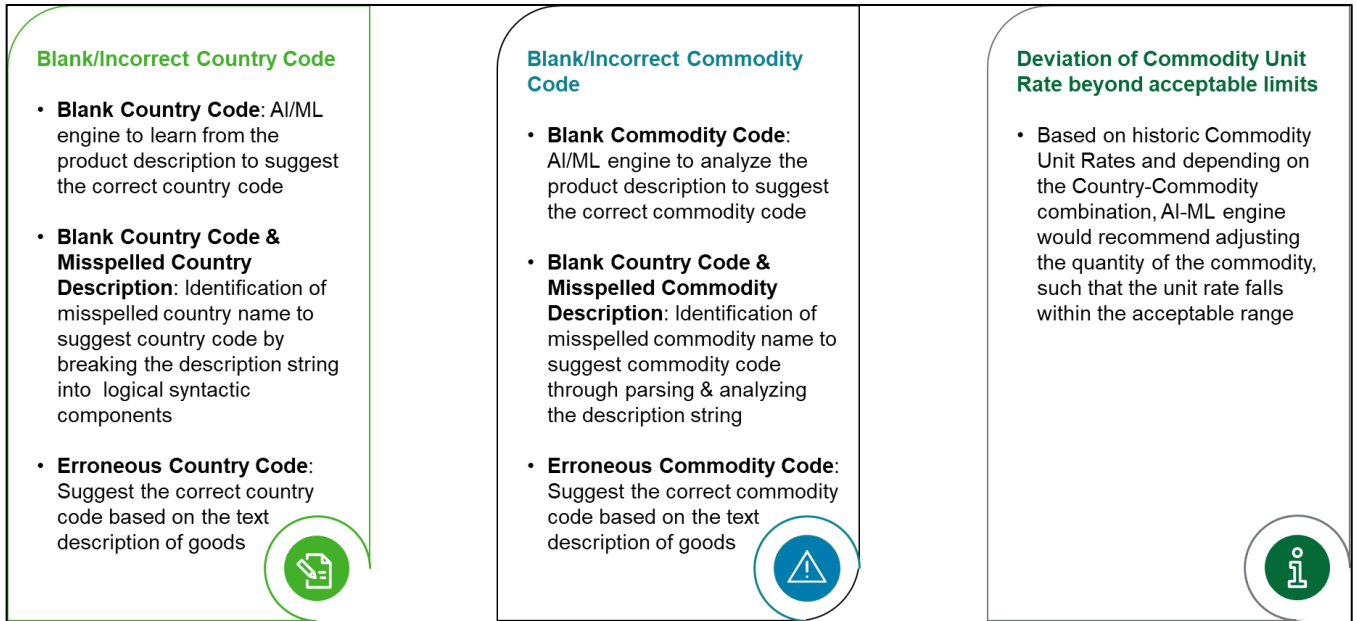 Blank/Incorrect Country Code
• Blank Country Code: AI/ML
engine to learn from the
product description to suggest
the correct country code
• Blank Country Code &
Misspelled Country
Description: Identification of
misspelled country name to
suggest country code by
breaking the description string
into logical syntactic
components
• Erroneous Country Code:
Suggest the correct country
code based on the text
description of goods
Blank/Incorrect Commodity
Code
• Blank Commodity Code:
AI/ML engine to analyze the
product description to suggest
the correct commodity code
• Blank Country Code &
Misspelled Commodity
Description: Identification of
misspelled commodity name to
suggest commodity code
through parsing & analyzing
the description string
• Erroneous Commodity Code:
Suggest the correct commodity
code based on the text
description of goods
Deviation of Commodity Unit
Rate beyond acceptable limits
• Based on historic Commodity
Unit Rates and depending on
the Country-Commodity
combination, AI-ML engine
would recommend adjusting
the quantity of the commodity,
such that the unit rate falls
within the acceptable range